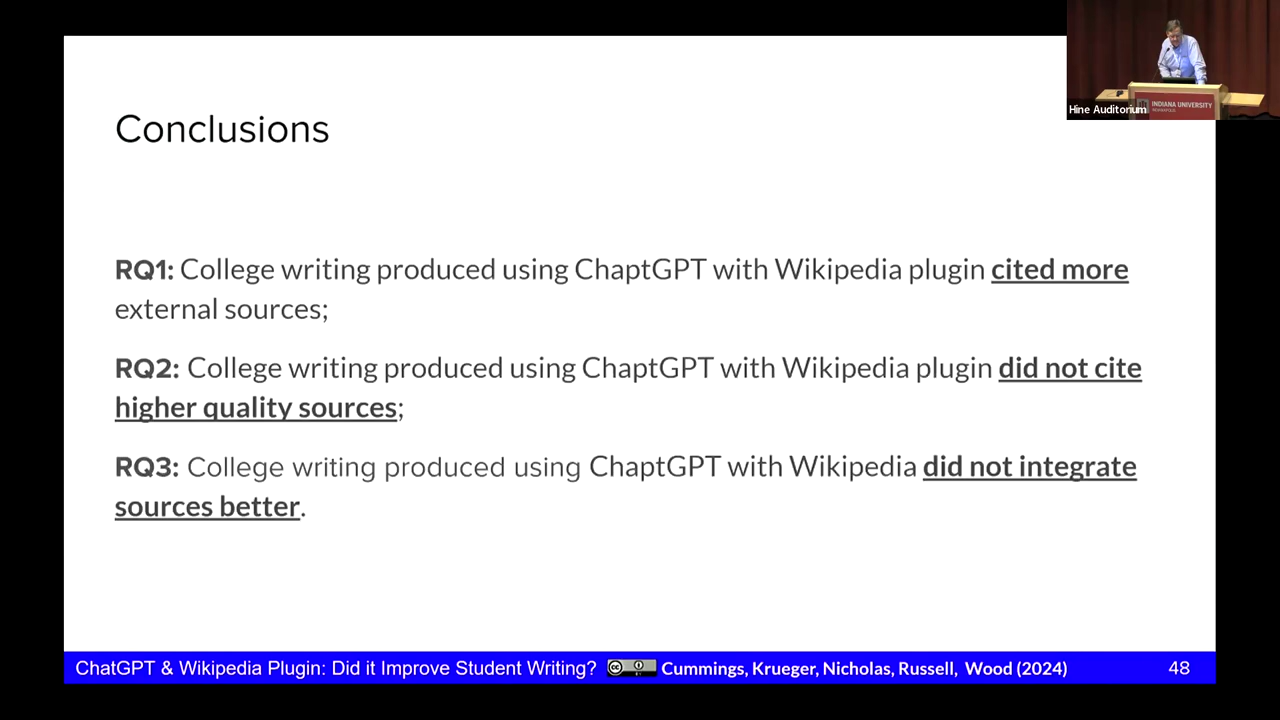 Conclusions
RQ1: College writing produced using ChaptGPT with Wikipedia plugin cited more
external sources;
RQ2: College writing produced using ChaptGPT with Wikipedia plugin did not cite
higher quality sources;
RQ3: College writing produced using ChaptGPT with Wikipedia did not integrate
sources better.
ChatGPT & Wikipedia Plugin: Did it Improve Student Writing? Cummings, Krueger, Nicholas, Russell, Wood (2024) 48
INDIANA UNIVERSITY
INDIANAPOLIS
Hine Auditorium